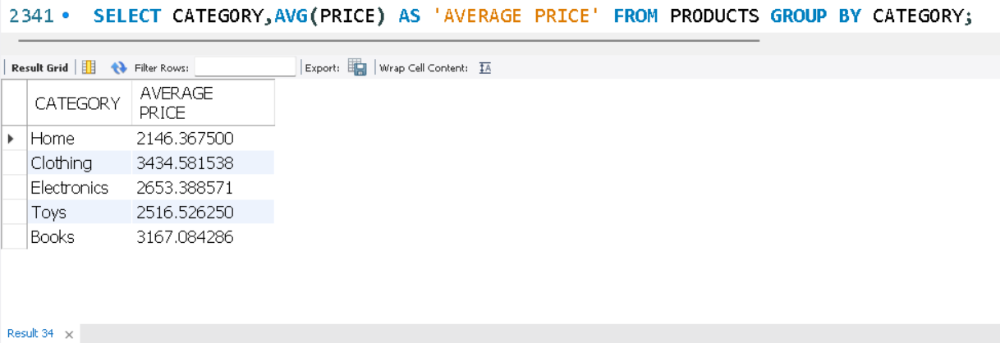 2341 SELECT CATEGORY,AVG(PRICE) AS 'AVERAGE PRICE' FROM PRODUCTS GROUP BY CATEGORY;
Result Grid Filter Rows: Export: Wrap Cell Content: IA
CATEGORY AVERAGE PRICE
Home 2146.367500
Clothing 3434.581538
Electronics 2653.388571
Toys 2516.526250
Books 3167.084286
Result 34 ×